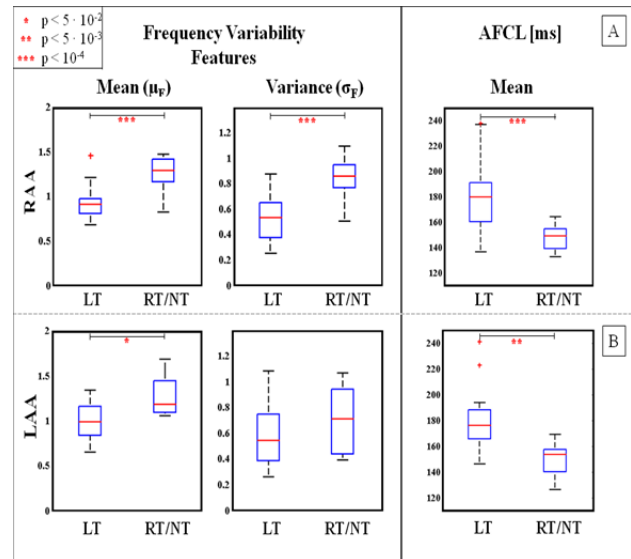 * p < 5 · 10-2
** p < 5 · 10-3
*** p < 10-4
Frequency Variability
Features
AFCL [ms]
A
Mean (μF)
Variance (σF)
Mean
RAA
2
1.5
1
0.5
0
***
LT RT/NT
1.2
1
0.8
0.6
0.4
0.2
0
***
LT RT/NT
240
220
200
180
160
140
120
***
LT RT/NT
B
LAA
2
1.5
1
0.5
0
*
LT RT/NT
1.2
1
0.8
0.6
0.4
0.2
0
LT RT/NT
240
220
200
180
160
140
120
**
LT RT/NT